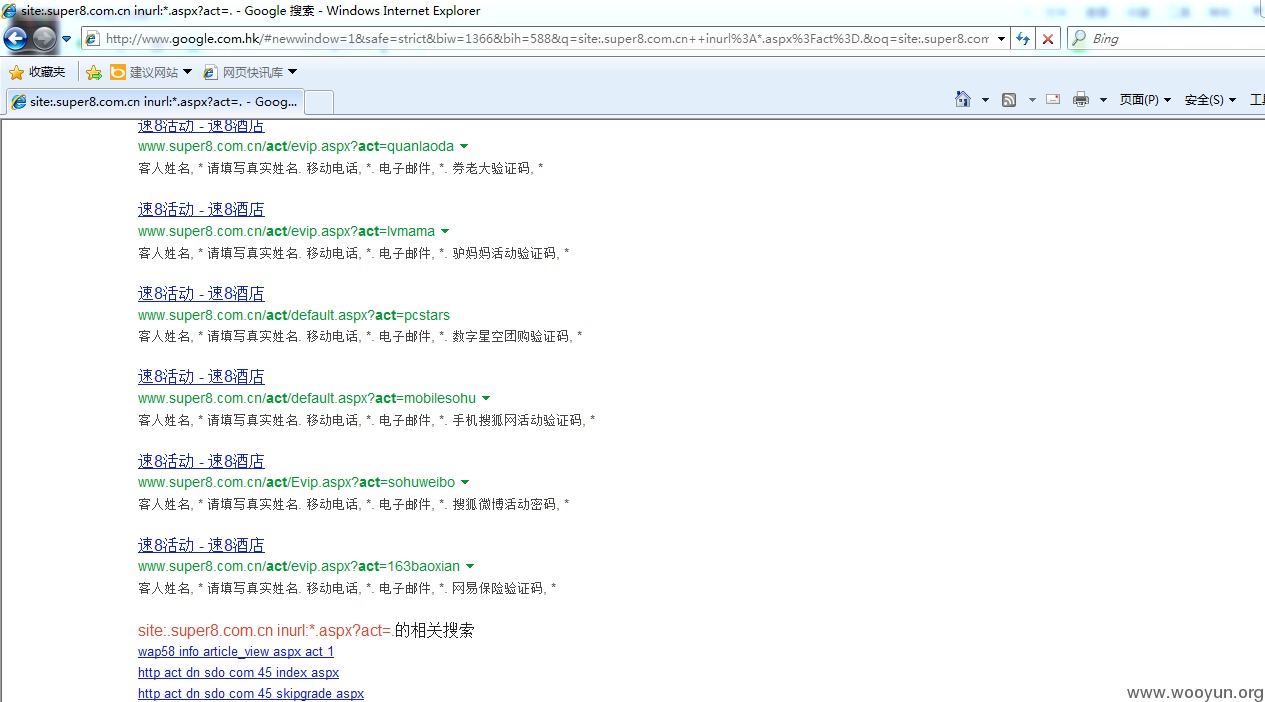 site:.super8.com.cn inurl:*.aspx?act=. - Google 搜索 - Windows Internet Explorer
http://www.google.com.hk/#newwindow=1&safe=strict&biw=1366&bih=588&q=site:.super8.com.cn++inurl%3A*.aspx%3Fact%3D.&oq=site:.super8.com
Bing
收藏夹 建议网站 网页快讯库
site:.super8.com.cn inurl:*.aspx?act=. - Goog...
页面(P) 安全(S) 工具
速8活动 - 速8酒店
www.super8.com.cn/act/evip.aspx?act=quanlaoda
客人姓名, * 请填写真实姓名. 移动电话, *. 电子邮件, *. 券老大验证码, *
速8活动 - 速8酒店
www.super8.com.cn/act/evip.aspx?act=lvmama
客人姓名, * 请填写真实姓名. 移动电话, *. 电子邮件, *. 驴妈妈活动验证码, *
速8活动 - 速8酒店
www.super8.com.cn/act/default.aspx?act=pcstars
客人姓名, * 请填写真实姓名. 移动电话, *. 电子邮件, *. 数字星空团购验证码, *
速8活动 - 速8酒店
www.super8.com.cn/act/default.aspx?act=mobilesohu
客人姓名, * 请填写真实姓名. 移动电话, *. 电子邮件, *. 手机搜狐网活动验证码, *
速8活动 - 速8酒店
www.super8.com.cn/act/Evip.aspx?act=sohuweibo
客人姓名, * 请填写真实姓名. 移动电话, *. 电子邮件, *. 搜狐微博活动密码, *
速8活动 - 速8酒店
www.super8.com.cn/act/evip.aspx?act=163baoxian
客人姓名, * 请填写真实姓名. 移动电话, *. 电子邮件, *. 网易保险验证码, *
site:.super8.com.cn inurl:*.aspx?act=.的相关搜索
wap58 info article_view aspx act 1
http act dn sdo com 45 index aspx
http act dn sdo com 45 skipgrade aspx
www.wooyun.org